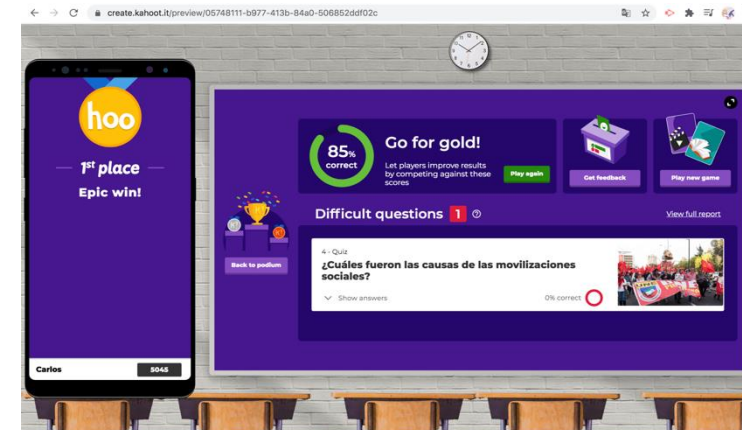 create.kahoot.it/preview/05748111-b977-413b-84a0-506852ddf02c
hoo
1st place
Epic win!
Carlos
5045
85%
correct
Go for gold!
Let players improve results
by competing against these
scores
Play again
Get feedback
Play new game
Back to podium
Difficult questions 1
View full report
4 - Quiz
¿Cuáles fueron las causas de las movilizaciones
sociales?
Show answers
0% correct